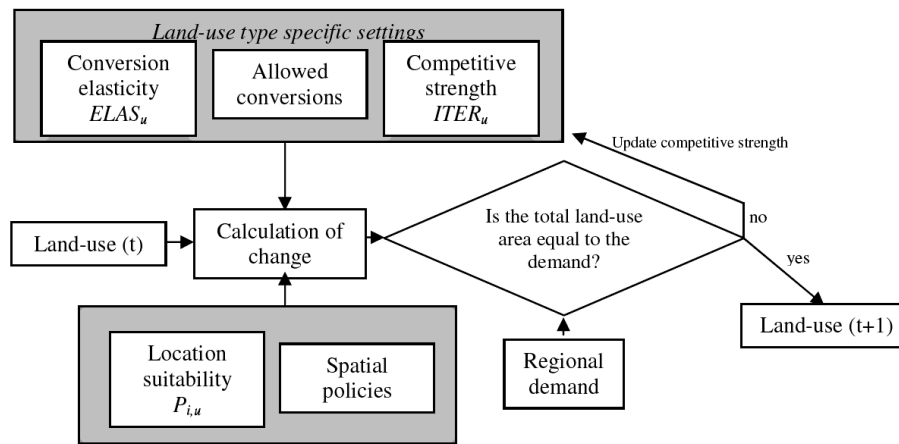 Land-use type specific settings
Conversion
elasticity
ELASu
Allowed
conversions
Competitive
strength
ITERu
Update competitive strength
Land-use (t)
Calculation of
change
Is the total land-use
area equal to the
demand?
no
yes
Land-use (t+1)
Location
suitability
Pi,u
Spatial
policies
Regional
demand